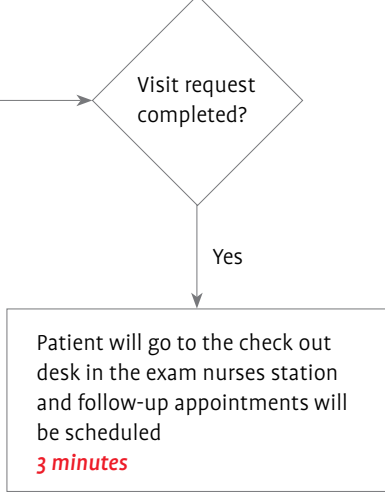 Visit request
completed?
Yes
Patient will go to the check out
desk in the exam nurses station
and follow-up appointments will
be scheduled
3 minutes